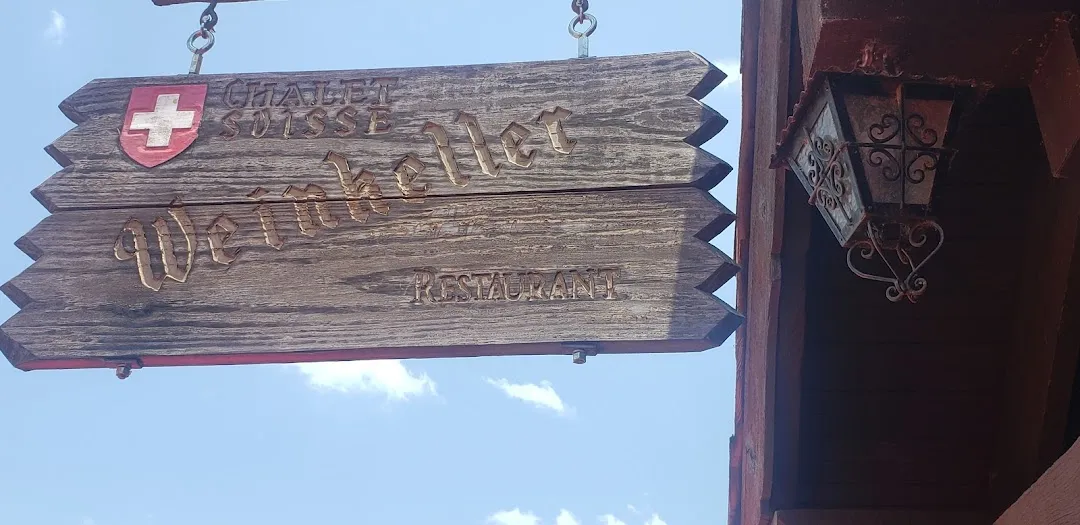 CHALET
SUISSE
Weinkeller
RESTAURANT